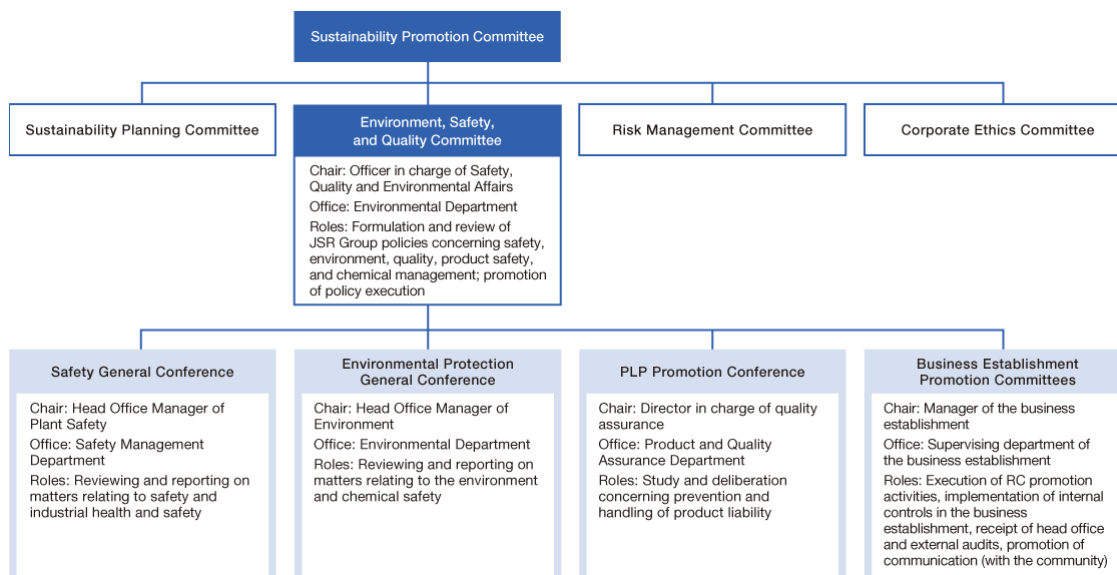 Sustainability Promotion Committee
Sustainability Planning Committee
Environment, Safety,
and Quality Committee
Chair: Officer in charge of Safety,
Quality and Environmental Affairs
Office: Environmental Department
Roles: Formulation and review of
JSR Group policies concerning safety,
environment, quality, product safety,
and chemical management; promotion
of policy execution
Risk Management Committee
Corporate Ethics Committee
Safety General Conference
Chair: Head Office Manager of
Plant Safety
Office: Safety Management
Department
Roles: Reviewing and reporting on
matters relating to safety and
industrial health and safety
Environmental Protection
General Conference
Chair: Head Office Manager of
Environment
Office: Environmental Department
Roles: Reviewing and reporting on
matters relating to the environment
and chemical safety
PLP Promotion Conference
Chair: Director in charge of quality
assurance
Office: Product and Quality
Assurance Department
Roles: Study and deliberation
concerning prevention and
handling of product liability
Business Establishment
Promotion Committees
Chair: Manager of the business
establishment
Office: Supervising department of
the business establishment
Roles: Execution of RC promotion
activities, implementation of internal
controls in the business
establishment, receipt of head office
and external audits, promotion of
communication (with the community)